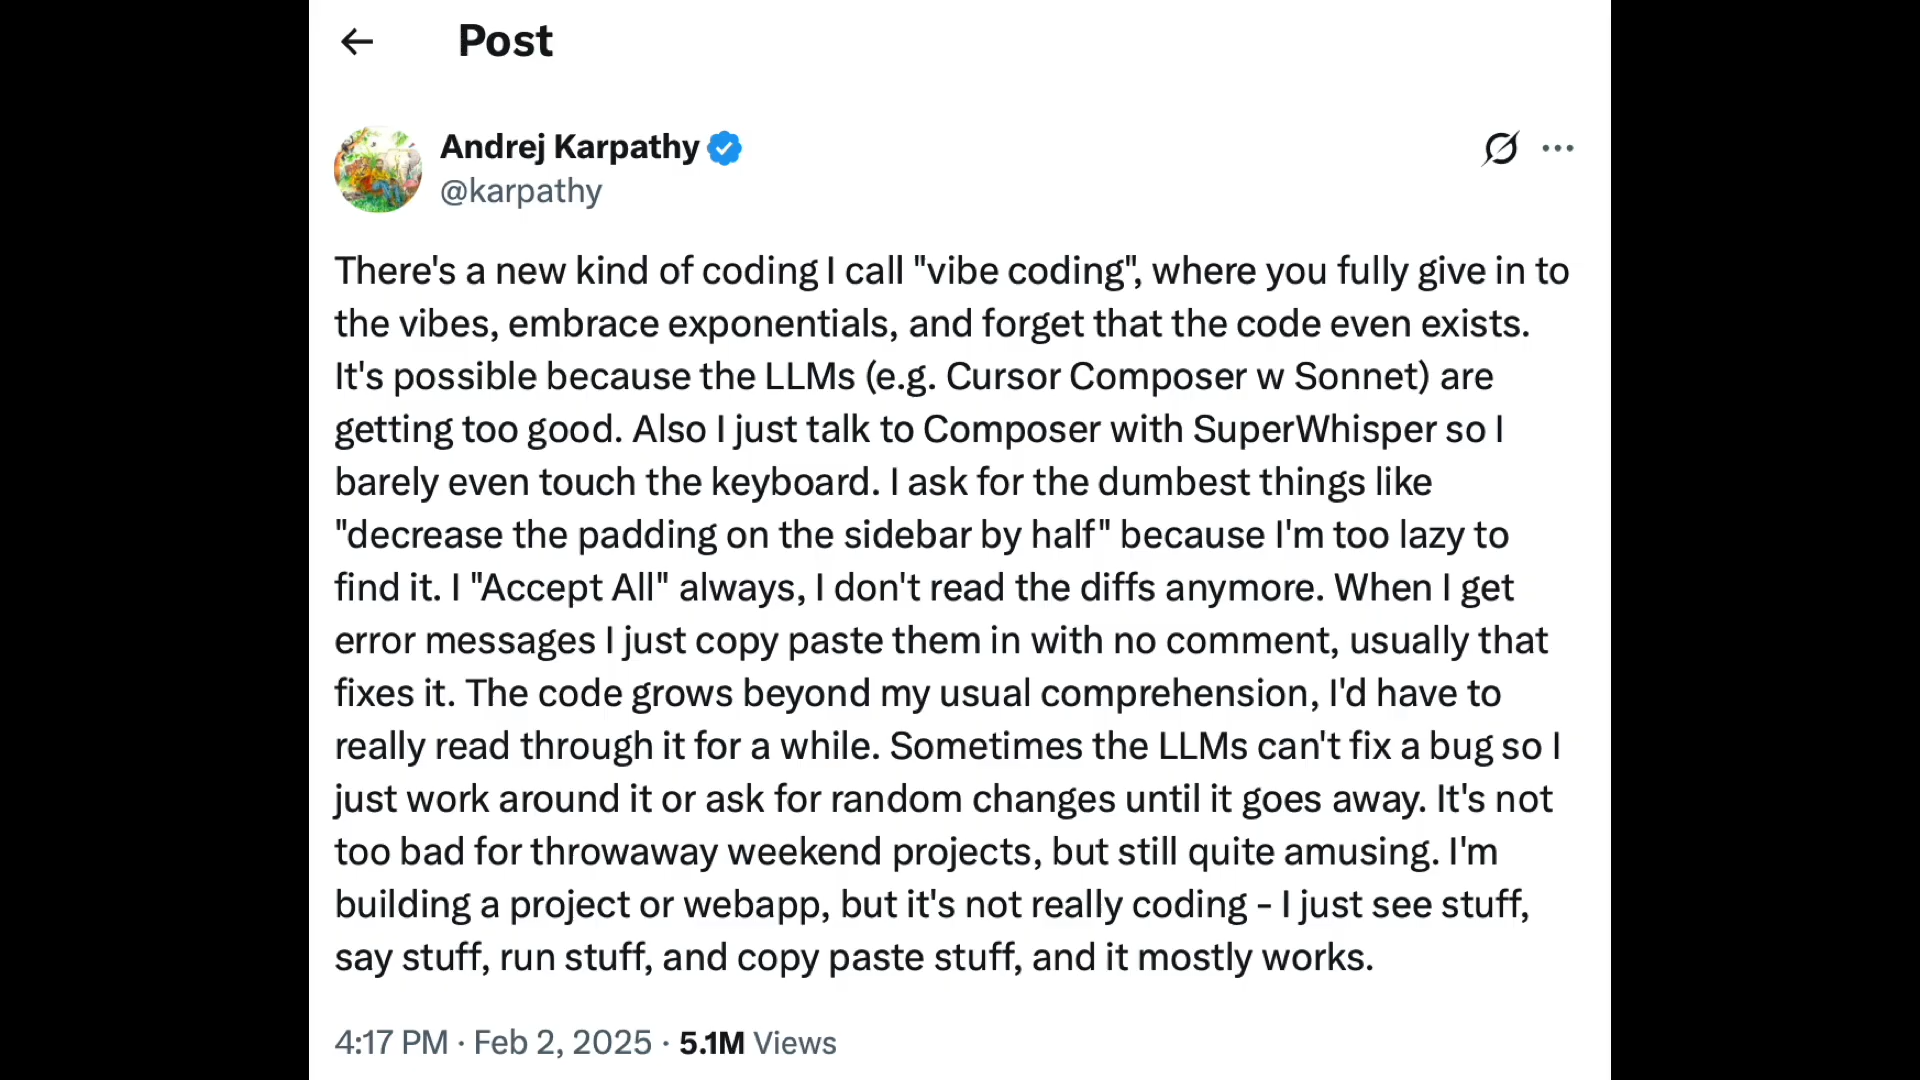 Post
Andrej Karpathy
@karpathy
There's a new kind of coding I call "vibe coding", where you fully give in to
the vibes, embrace exponentials, and forget that the code even exists.
It's possible because the LLMs (e.g. Cursor Composer w Sonnet) are
getting too good. Also I just talk to Composer with SuperWhisper so I
barely even touch the keyboard. I ask for the dumbest things like
"decrease the padding on the sidebar by half" because I'm too lazy to
find it. I "Accept All" always, I don't read the diffs anymore. When I get
error messages I just copy paste them in with no comment, usually that
fixes it. The code grows beyond my usual comprehension, I'd have to
really read through it for a while. Sometimes the LLMs can't fix a bug so I
just work around it or ask for random changes until it goes away. It's not
too bad for throwaway weekend projects, but still quite amusing. I'm
building a project or webapp, but it's not really coding - I just see stuff,
say stuff, run stuff, and copy paste stuff, and it mostly works.
4:17 PM · Feb 2, 2025 · 5.1M Views